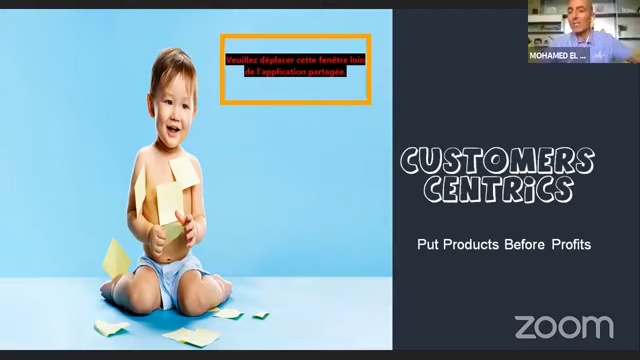 MOHAMED EL ...
Veuillez déplacer cette fenêtre loin
de l'application partagée.
CUSTOMERS
CENTRICS
Put Products Before Profits
zoom